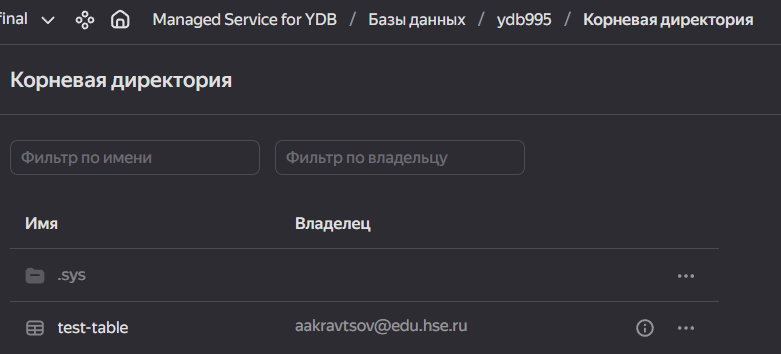 final Managed Service for YDB / Базы данных / ydb995 / Корневая директория
Корневая директория
Фильтр по имени Фильтр по владельцу
Имя Владелец
.sys
test-table aakravtsov@edu.hse.ru